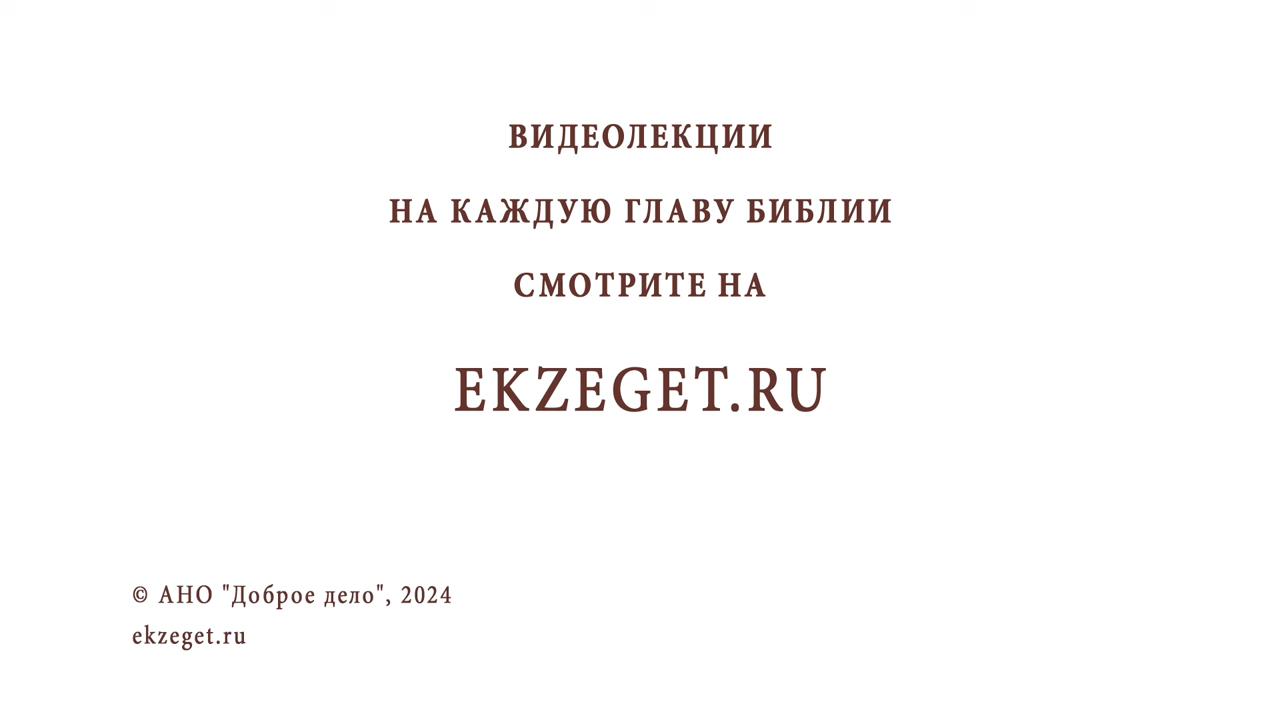 ВИДЕОЛЕКЦИИ
НА КАЖДУЮ ГЛАВУ БИБЛИИ
СМОТРИТЕ НА
EKZEGET.RU
© АНО "Доброе дело", 2024
ekzeget.ru